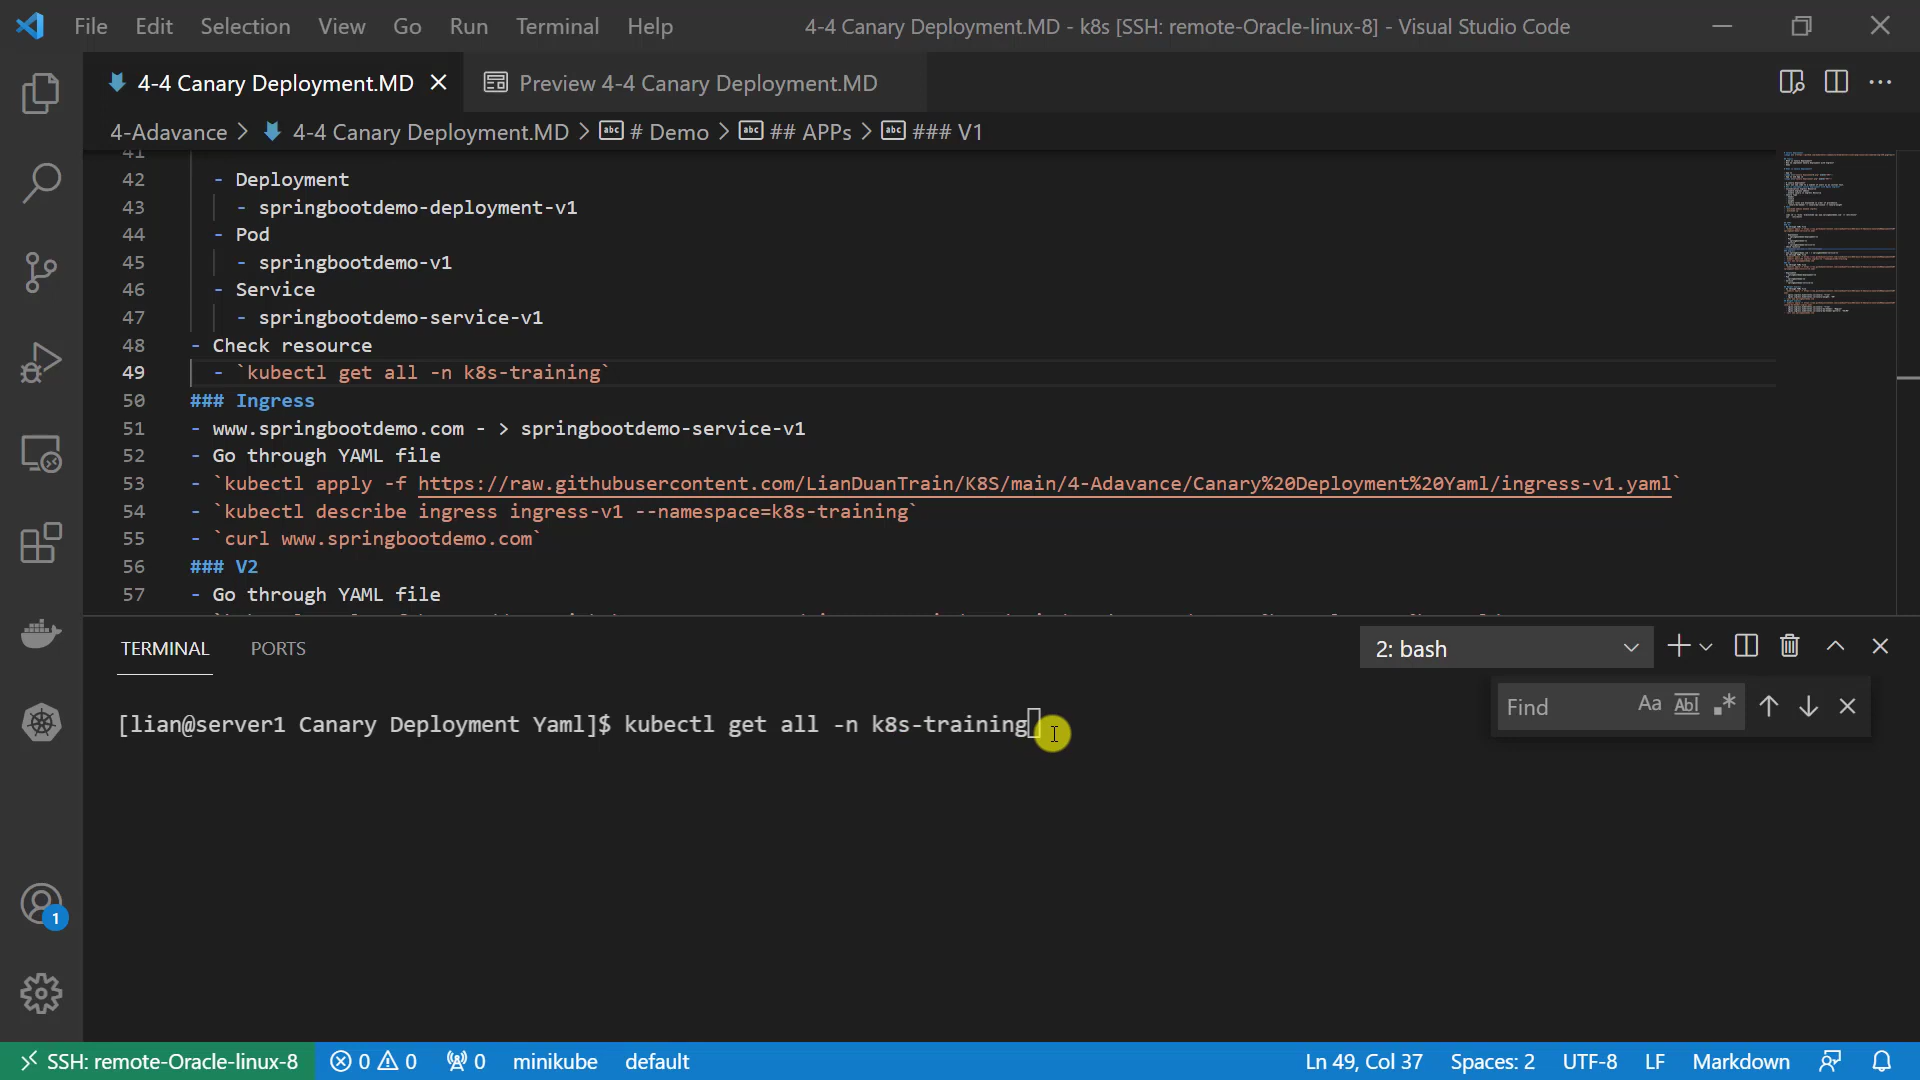 File Edit Selection View Go Run Terminal Help 4-4 Canary Deployment.MD - k8s [SSH: remote-Oracle-linux-8] - Visual Studio Code
4-4 Canary Deployment.MD Preview 4-4 Canary Deployment.MD
4-Adavance > 4-4 Canary Deployment.MD > # Demo > ## APPs > ### V1
41
42 - Deployment
43 - springbootdemo-deployment-v1
44 - Pod
45 - springbootdemo-v1
46 - Service
47 - springbootdemo-service-v1
48 - Check resource
49 - `kubectl get all -n k8s-training`
50 ### Ingress
51 - www.springbootdemo.com - > springbootdemo-service-v1
52 - Go through YAML file
53 - `kubectl apply -f https://raw.githubusercontent.com/LianDuanTrain/K8S/main/4-Adavance/Canary%20Deployment%20Yaml/ingress-v1.yaml`
54 - `kubectl describe ingress ingress-v1 --namespace=k8s-training`
55 - `curl www.springbootdemo.com`
56 ### V2
57 - Go through YAML file
TERMINAL PORTS 2: bash
Find Aa Abl .*
[lian@server1 Canary Deployment Yaml]$ kubectl get all -n k8s-training
1
SSH: remote-Oracle-linux-8 0 0 0 minikube default Ln 49, Col 37 Spaces: 2 UTF-8 LF Markdown